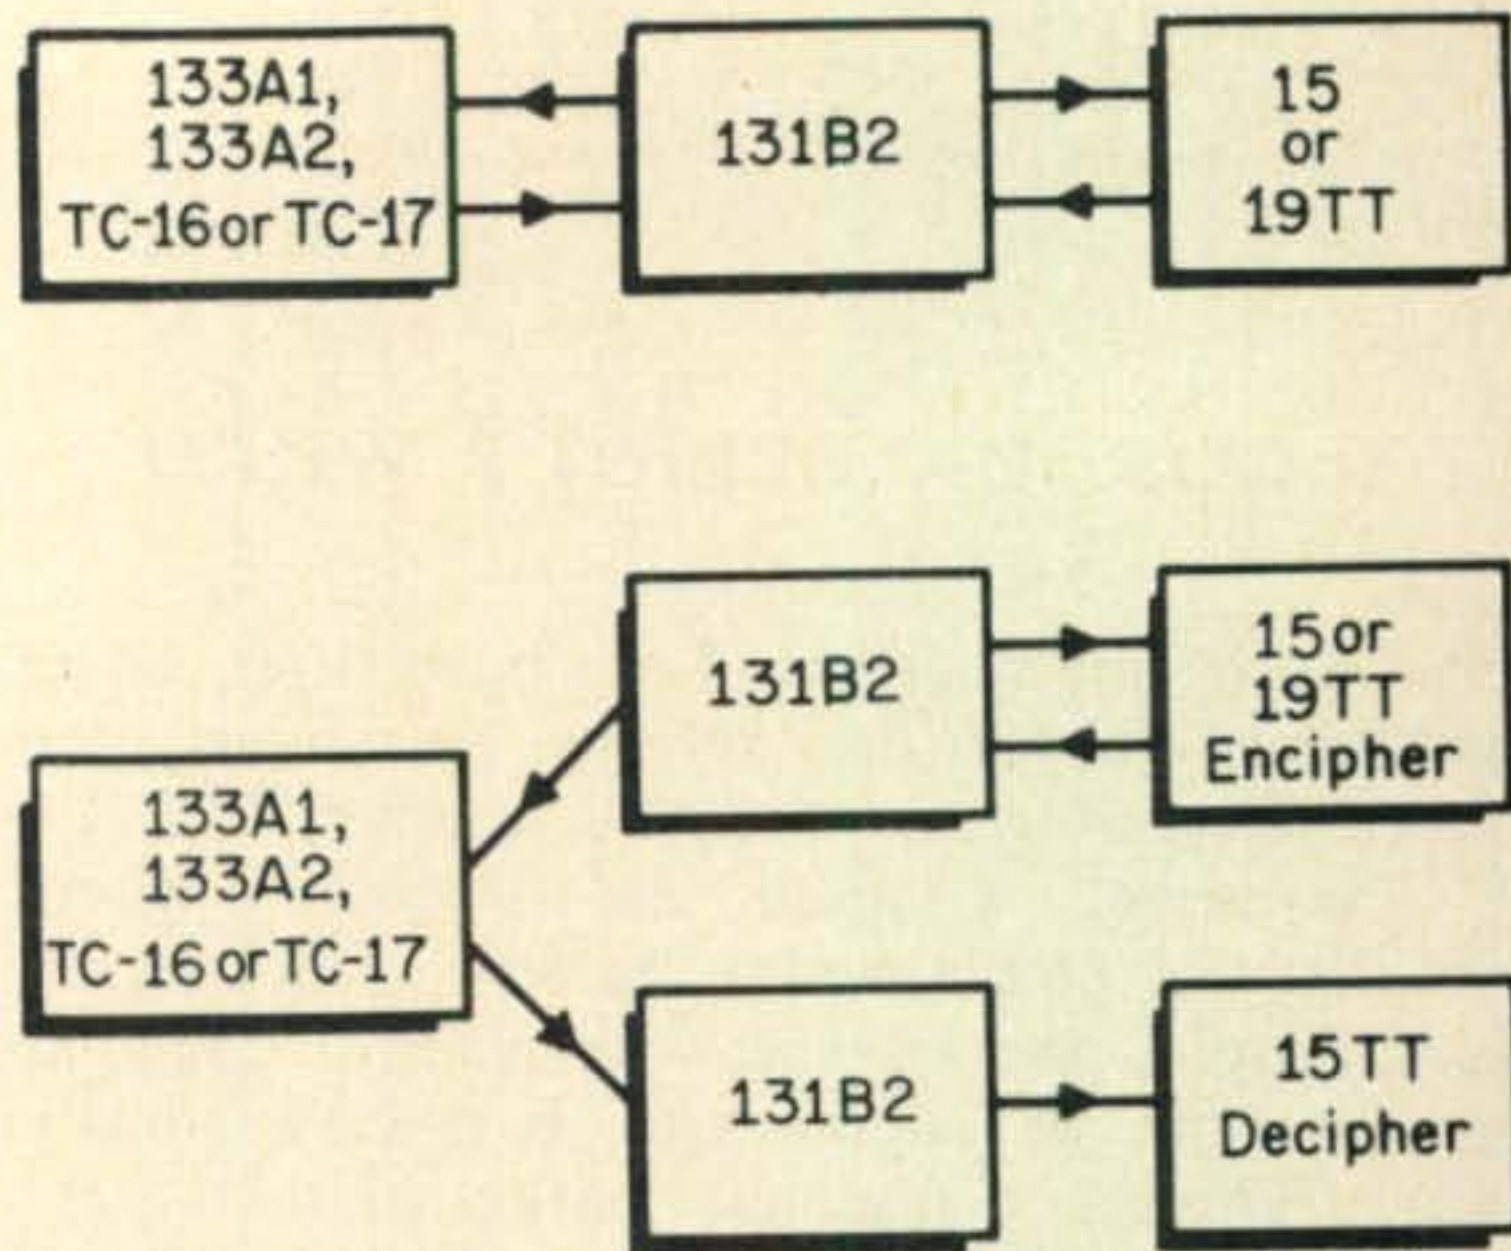 133A1,
133A2,
TC-16 or TC-17
131B2
15
or
19TT
133A1,
133A2,
TC-16 or TC-17
131B2
15 or
19TT
Encipher
131B2
15TT
Decipher